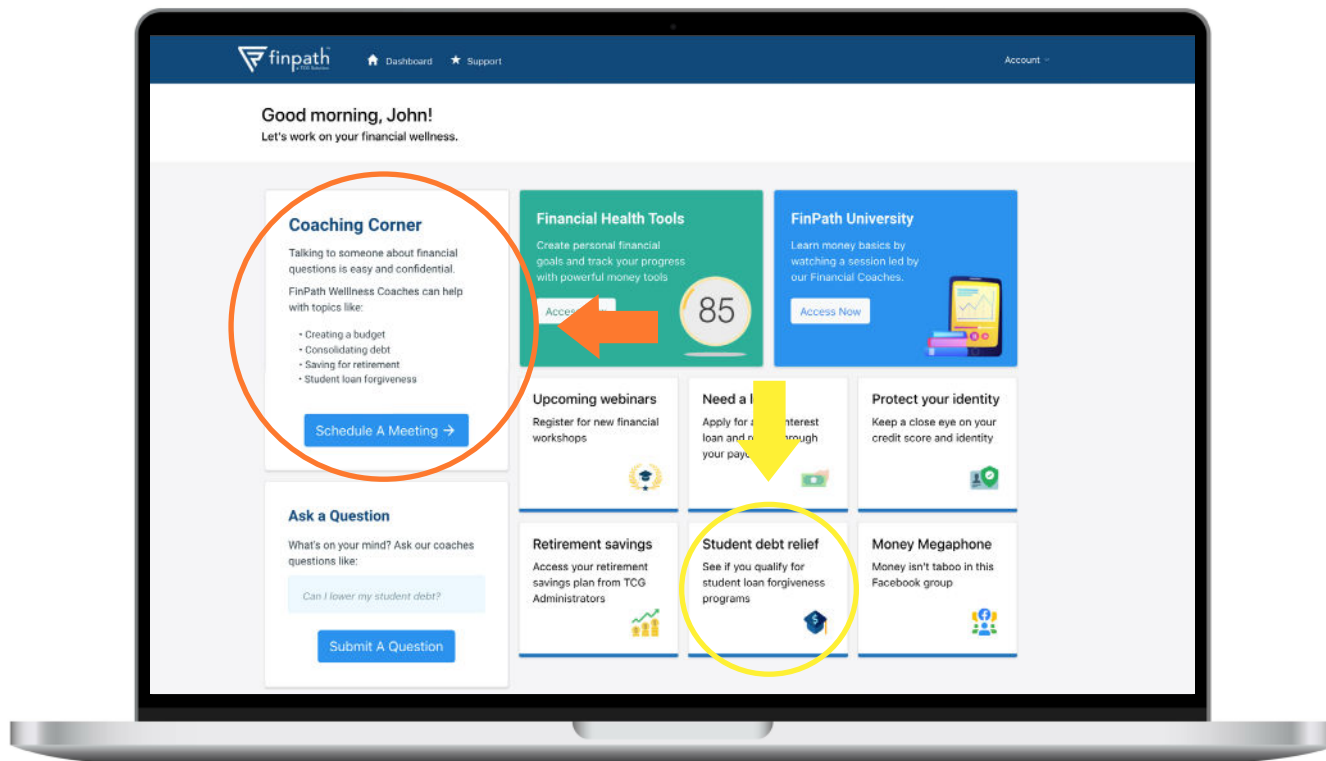 finpath
Dashboard
Support
Account
Good morning, John!
Let's work on your financial wellness.
Coaching Corner
Talking to someone about financial
questions is easy and confidential.
FinPath Welllness Coaches can help
with topics like:
• Creating a budget
• Consolidating debt
• Saving for retirement
• Student loan forgiveness
Schedule A Meeting →
Ask a Question
What's on your mind? Ask our coaches
questions like:
Can I lower my student debt?
Submit A Question
Financial Health Tools
Create personal financial
goals and track your progress
with powerful money tools
85
FinPath University
Learn money basics by
watching a session led by
our Financial Coaches.
Access Now
Upcoming webinars
Register for new financial
workshops
Need a
Apply for a
loan and
your
Protect your identity
Keep a close eye on your
credit score and identity
Retirement savings
Access your retirement
savings plan from TCG
Administrators
Student debt relief
See if you qualify for
student loan forgiveness
programs
Money Megaphone
Money isn't taboo in this
Facebook group